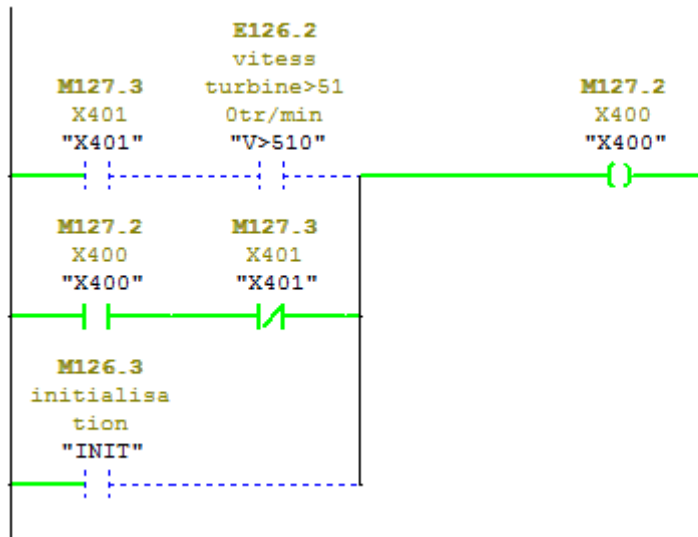 E126.2
vitess
M127.3
turbine>51
M127.2
X401
0tr/min
X400
"X401"
"V>510"
"X400"
M127.2
M127.3
X400
X401
"X400"
"X401"
M126.3
initialisa
tion
"INIT"